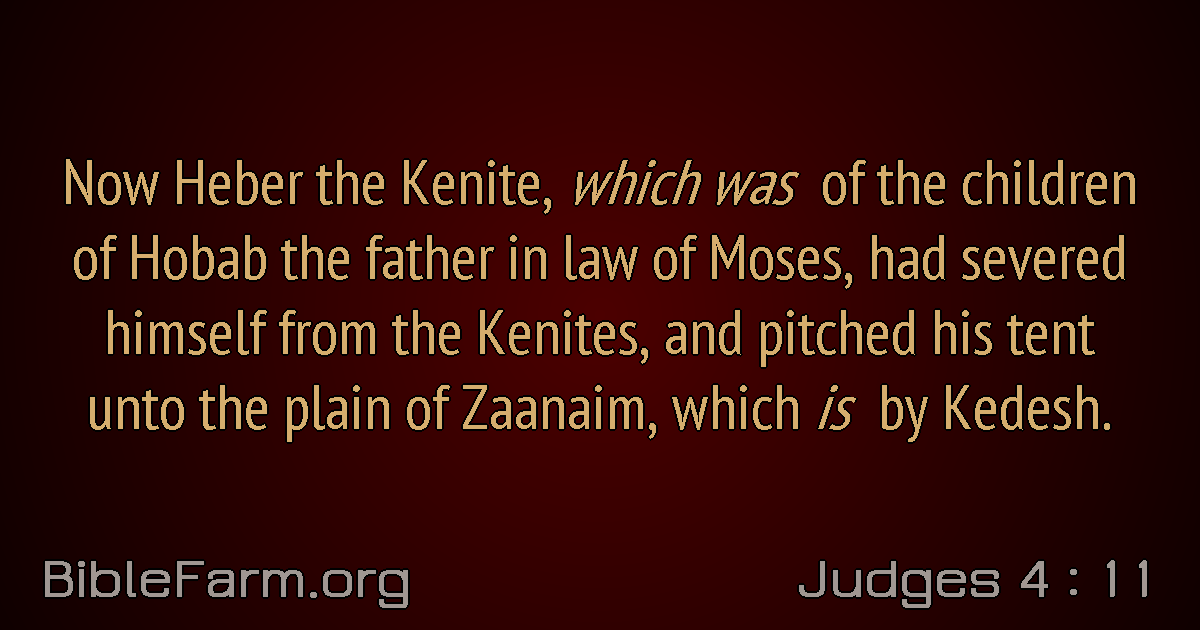 Now Heber the Kenite, which was of the children
of Hobab the father in law of Moses, had severed
himself from the Kenites, and pitched his tent
unto the plain of Zaanaim, which is by Kedesh.
BibleFarm.org
Judges 4 : 11